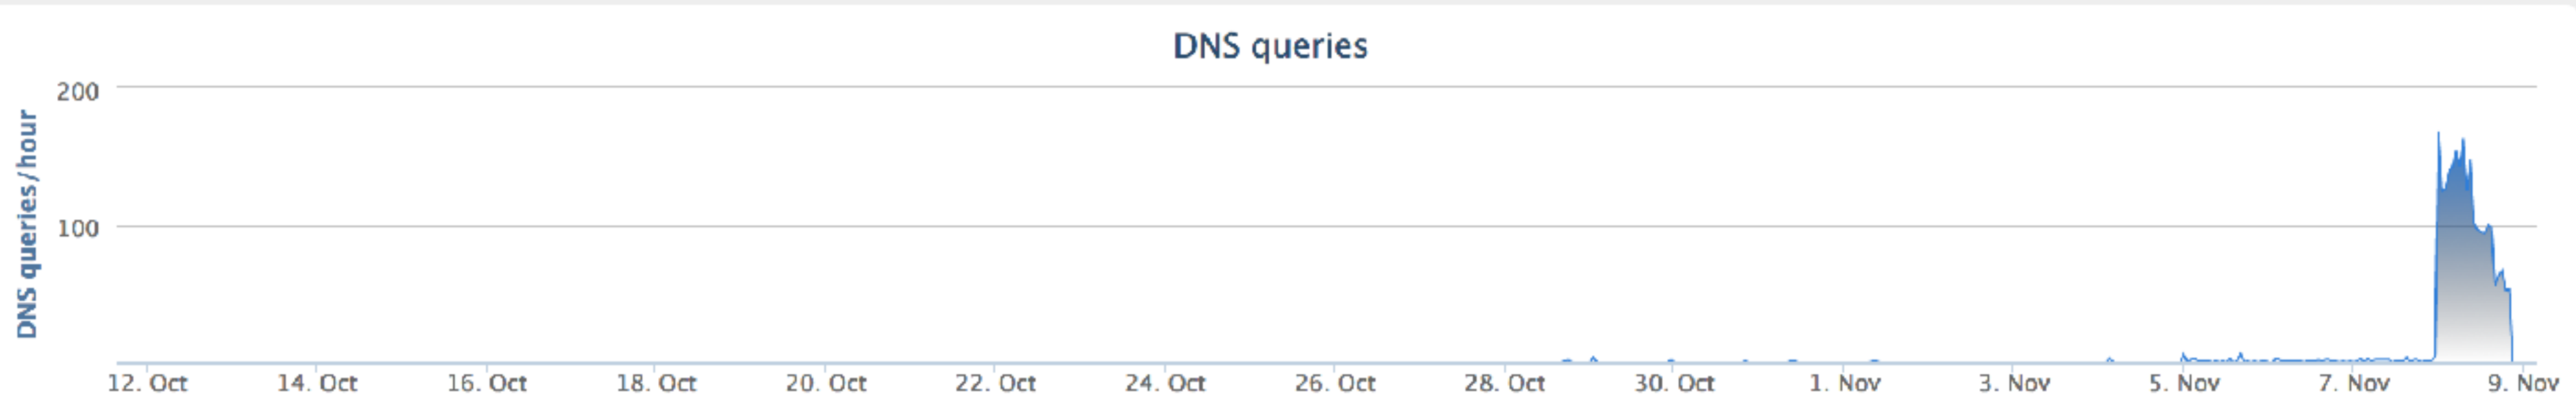 DNS queries
200
100
DNS queries/hour
12. Oct 14. Oct 16. Oct 18. Oct 20. Oct 22. Oct 24. Oct 26. Oct 28. Oct 30. Oct 1. Nov 3. Nov 5. Nov 7. Nov 9. Nov